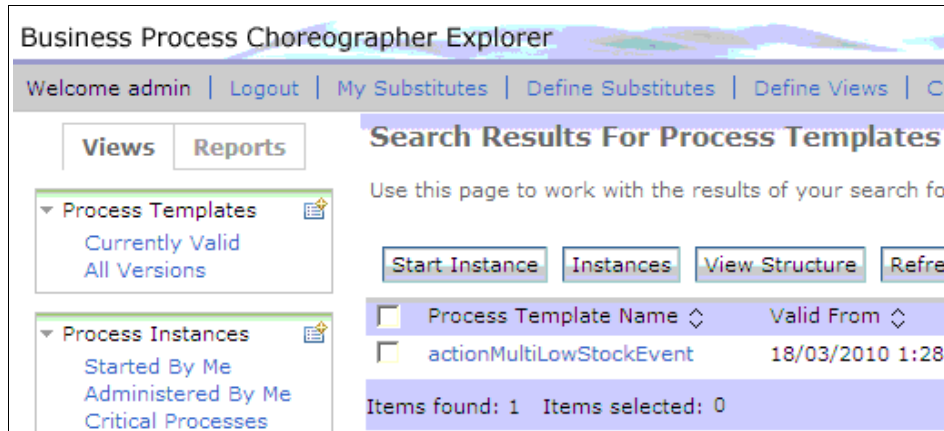 Business Process Choreographer Explorer
Welcome admin | Logout | My Substitutes | Define Substitutes | Define Views | C
Views Reports
Process Templates
Currently Valid
All Versions
Process Instances
Started By Me
Administered By Me
Critical Processes
Search Results For Process Templates
Use this page to work with the results of your search fo
Start Instance Instances View Structure Refre
Process Template Name Valid From
actionMultiLowStockEvent 18/03/2010 1:28
Items found: 1 Items selected: 0